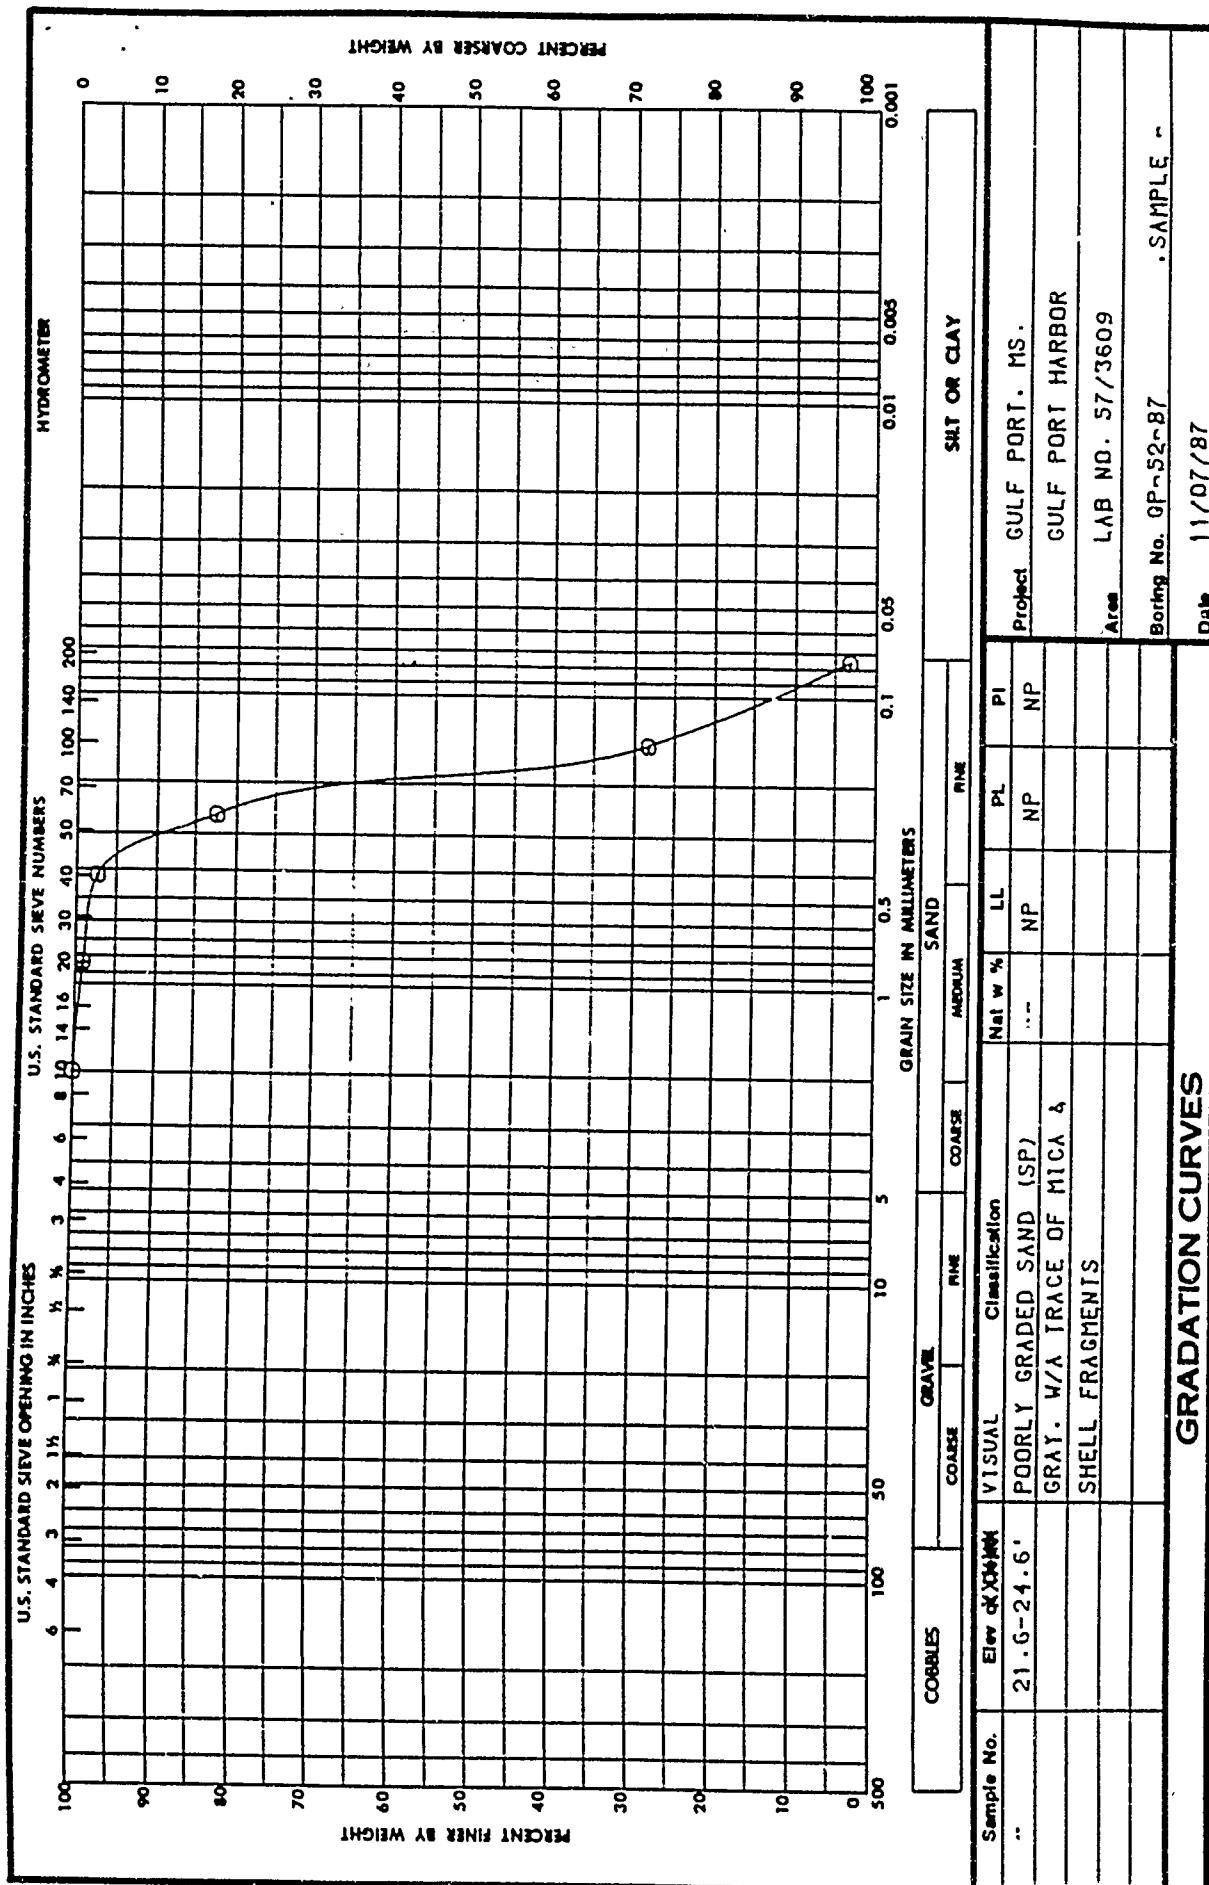 U.S. STANDARD SIEVE OPENING IN INCHES
U.S. STANDARD SIEVE NUMBERS
HYDROMETER
6 4 3 2 1½ 1 ¾ ½ ⅜ 3 4 6 8 10 14 16 20 30 40 50 70 100 140 200
PERCENT FINER BY WEIGHT
100
90
80
70
60
50
40
30
20
10
0
PERCENT COARSER BY WEIGHT
0
10
20
30
40
50
60
70
80
90
100
500 100 50 10 5 1 0.5 0.1 0.05 0.01 0.005 0.001
GRAIN SIZE IN MILLIMETERS
COBBLES
GRAVEL
SAND
SILT OR CLAY
COARSE FINE COARSE MEDIUM FINE
Sample No. Elev VISUAL Classification Nat w % LL PL PI
-- 21.6-24.6' POORLY GRADED SAND (SP) --- NP NP NP
GRAY. W/A TRACE OF MICA &
SHELL FRAGMENTS
Project GULF PORT. MS.
GULF PORT HARBOR
Area LAB NO. 577/3609
Boring No. GP-52-87 .SAMPLE -
Date 11/07/87
GRADATION CURVES